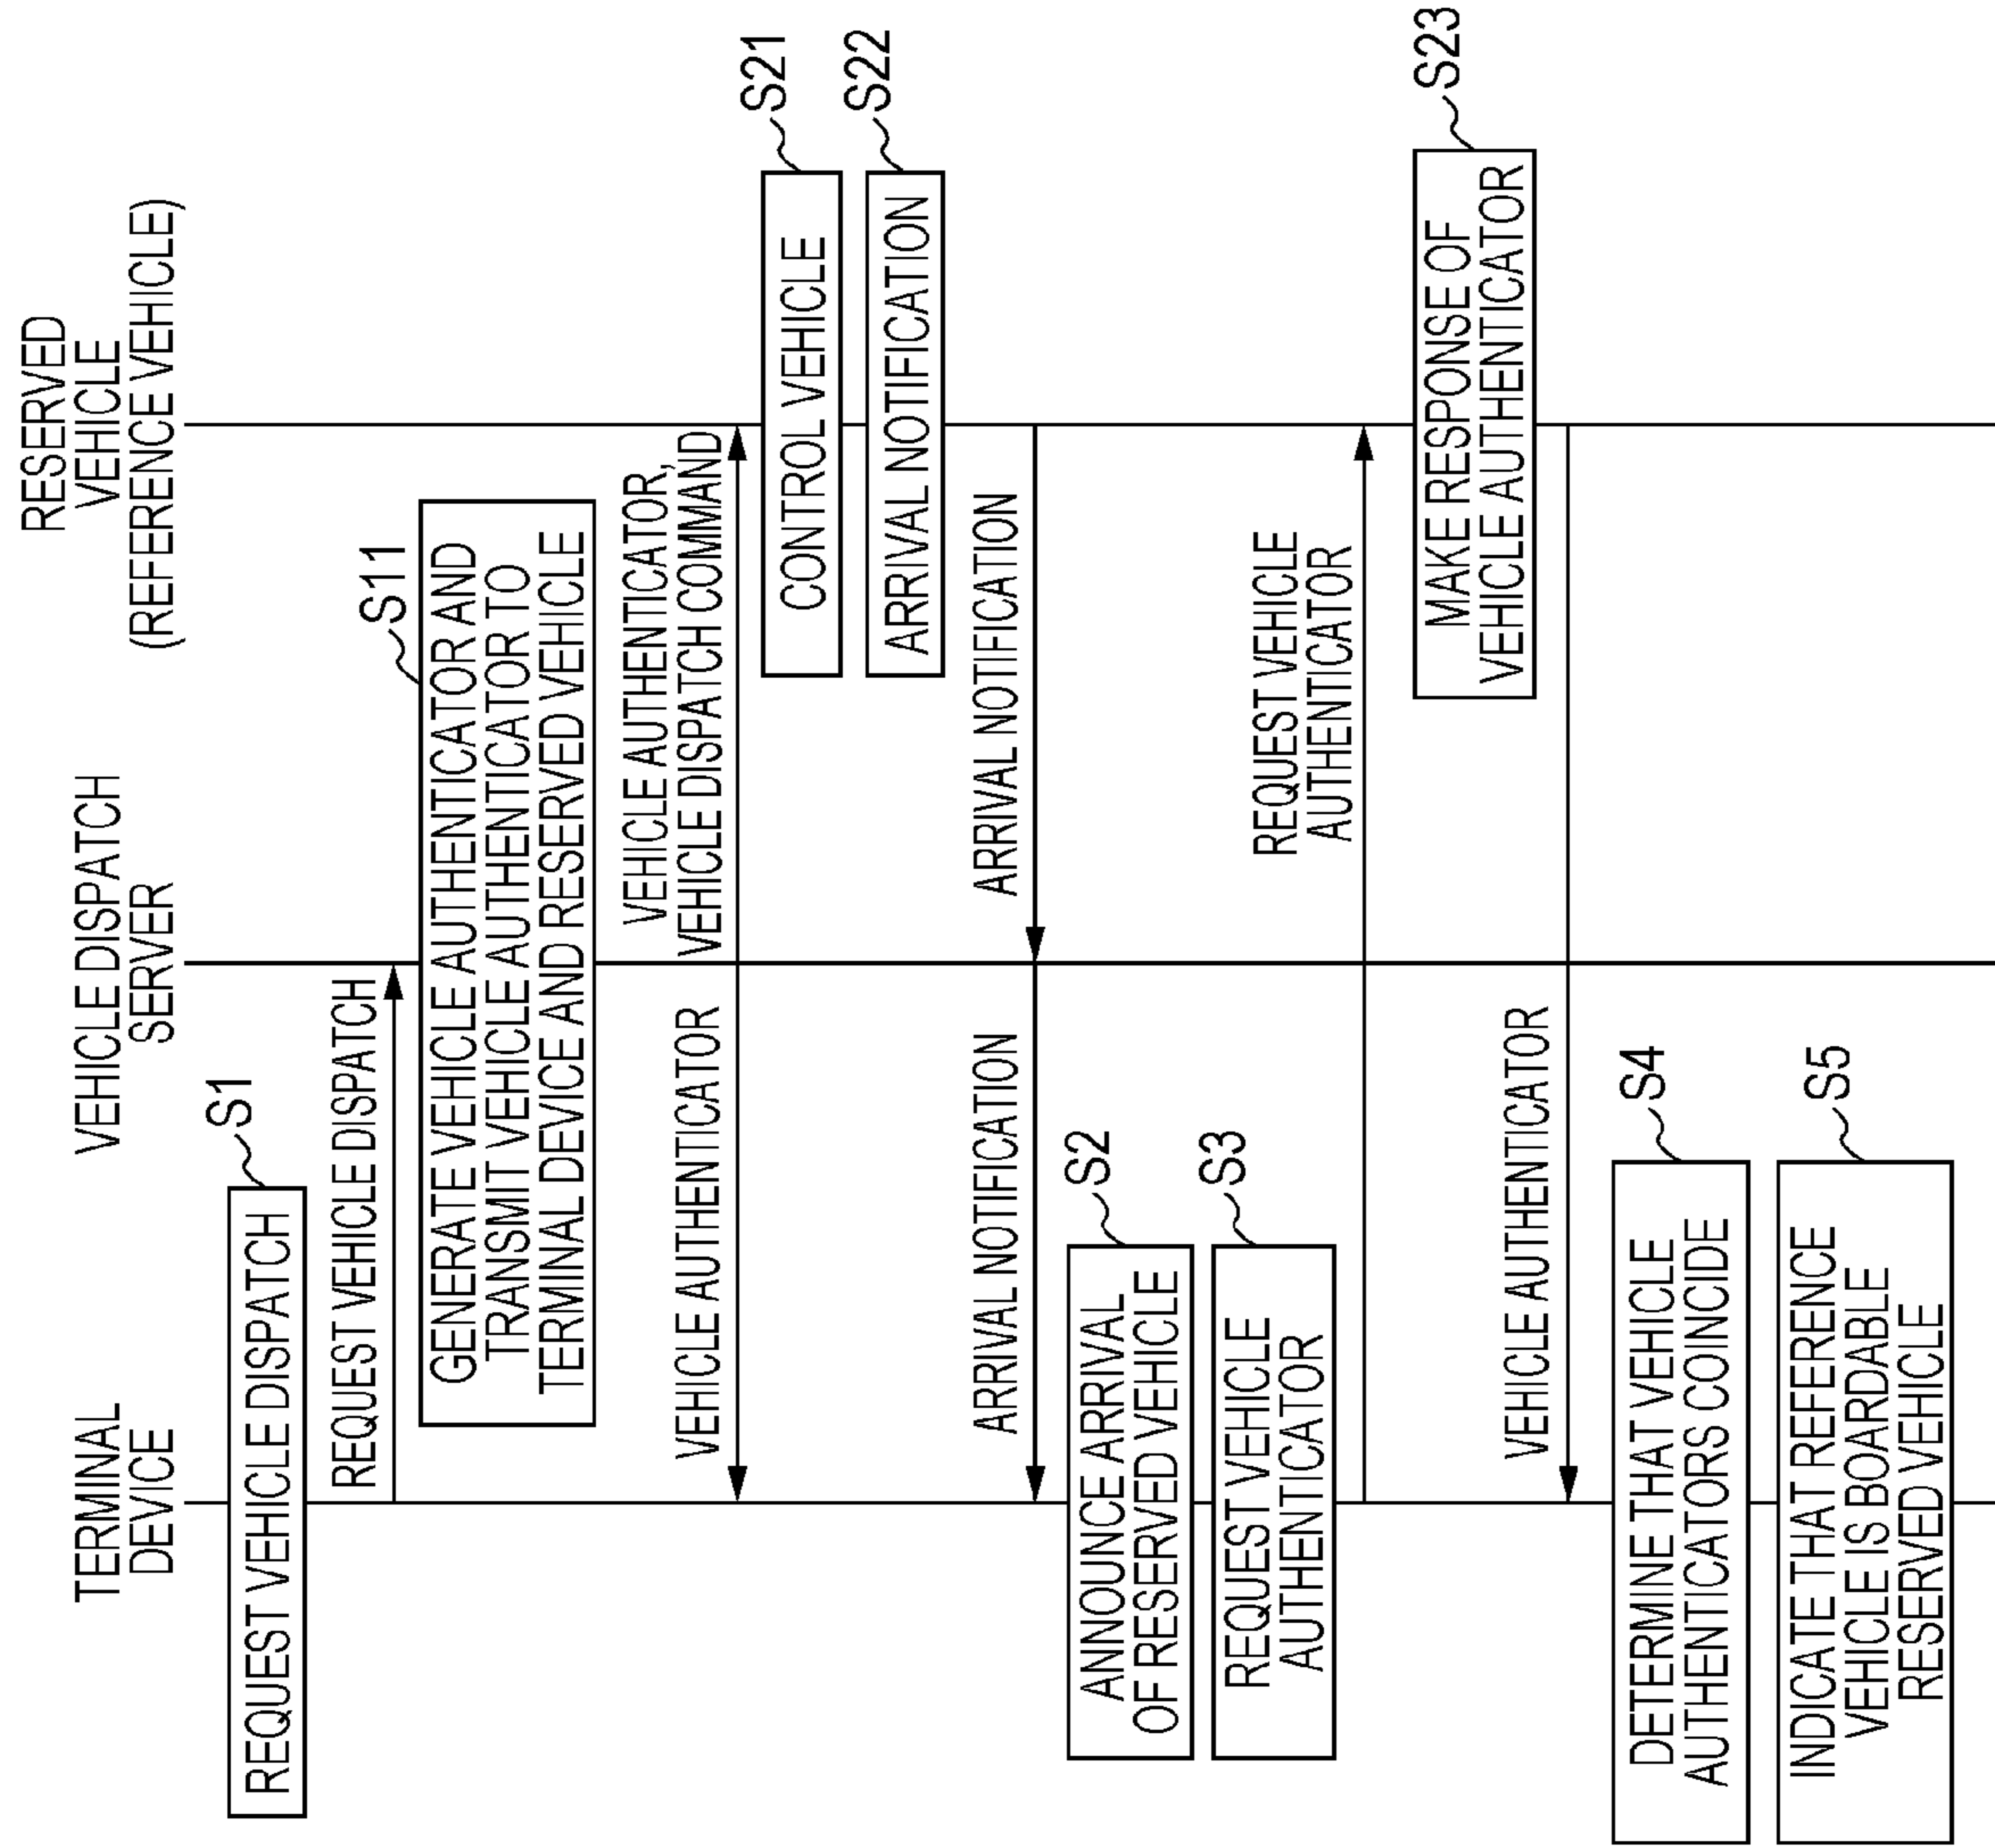 TERMINAL
DEVICE
VEHICLE DISPATCH
SERVER
RESERVED
VEHICLE
(REFERENCE VEHICLE)
S1
REQUEST VEHICLE DISPATCH
REQUEST VEHICLE DISPATCH
S11
GENERATE VEHICLE AUTHENTICATOR AND
TRANSMIT VEHICLE AUTHENTICATOR TO
TERMINAL DEVICE AND RESERVED VEHICLE
VEHICLE AUTHENTICATOR
VEHICLE AUTHENTICATOR,
VEHICLE DISPATCH COMMAND
S21
CONTROL VEHICLE
S22
ARRIVAL NOTIFICATION
ARRIVAL NOTIFICATION
ARRIVAL NOTIFICATION
S2
ANNOUNCE ARRIVAL
OF RESERVED VEHICLE
S3
REQUEST VEHICLE
AUTHENTICATOR
REQUEST VEHICLE
AUTHENTICATOR
S23
MAKE RESPONSE OF
VEHICLE AUTHENTICATOR
VEHICLE AUTHENTICATOR
S4
DETERMINE THAT VEHICLE
AUTHENTICATORS COINCIDE
S5
INDICATE THAT REFERENCE
VEHICLE IS BOARDABLE
RESERVED VEHICLE